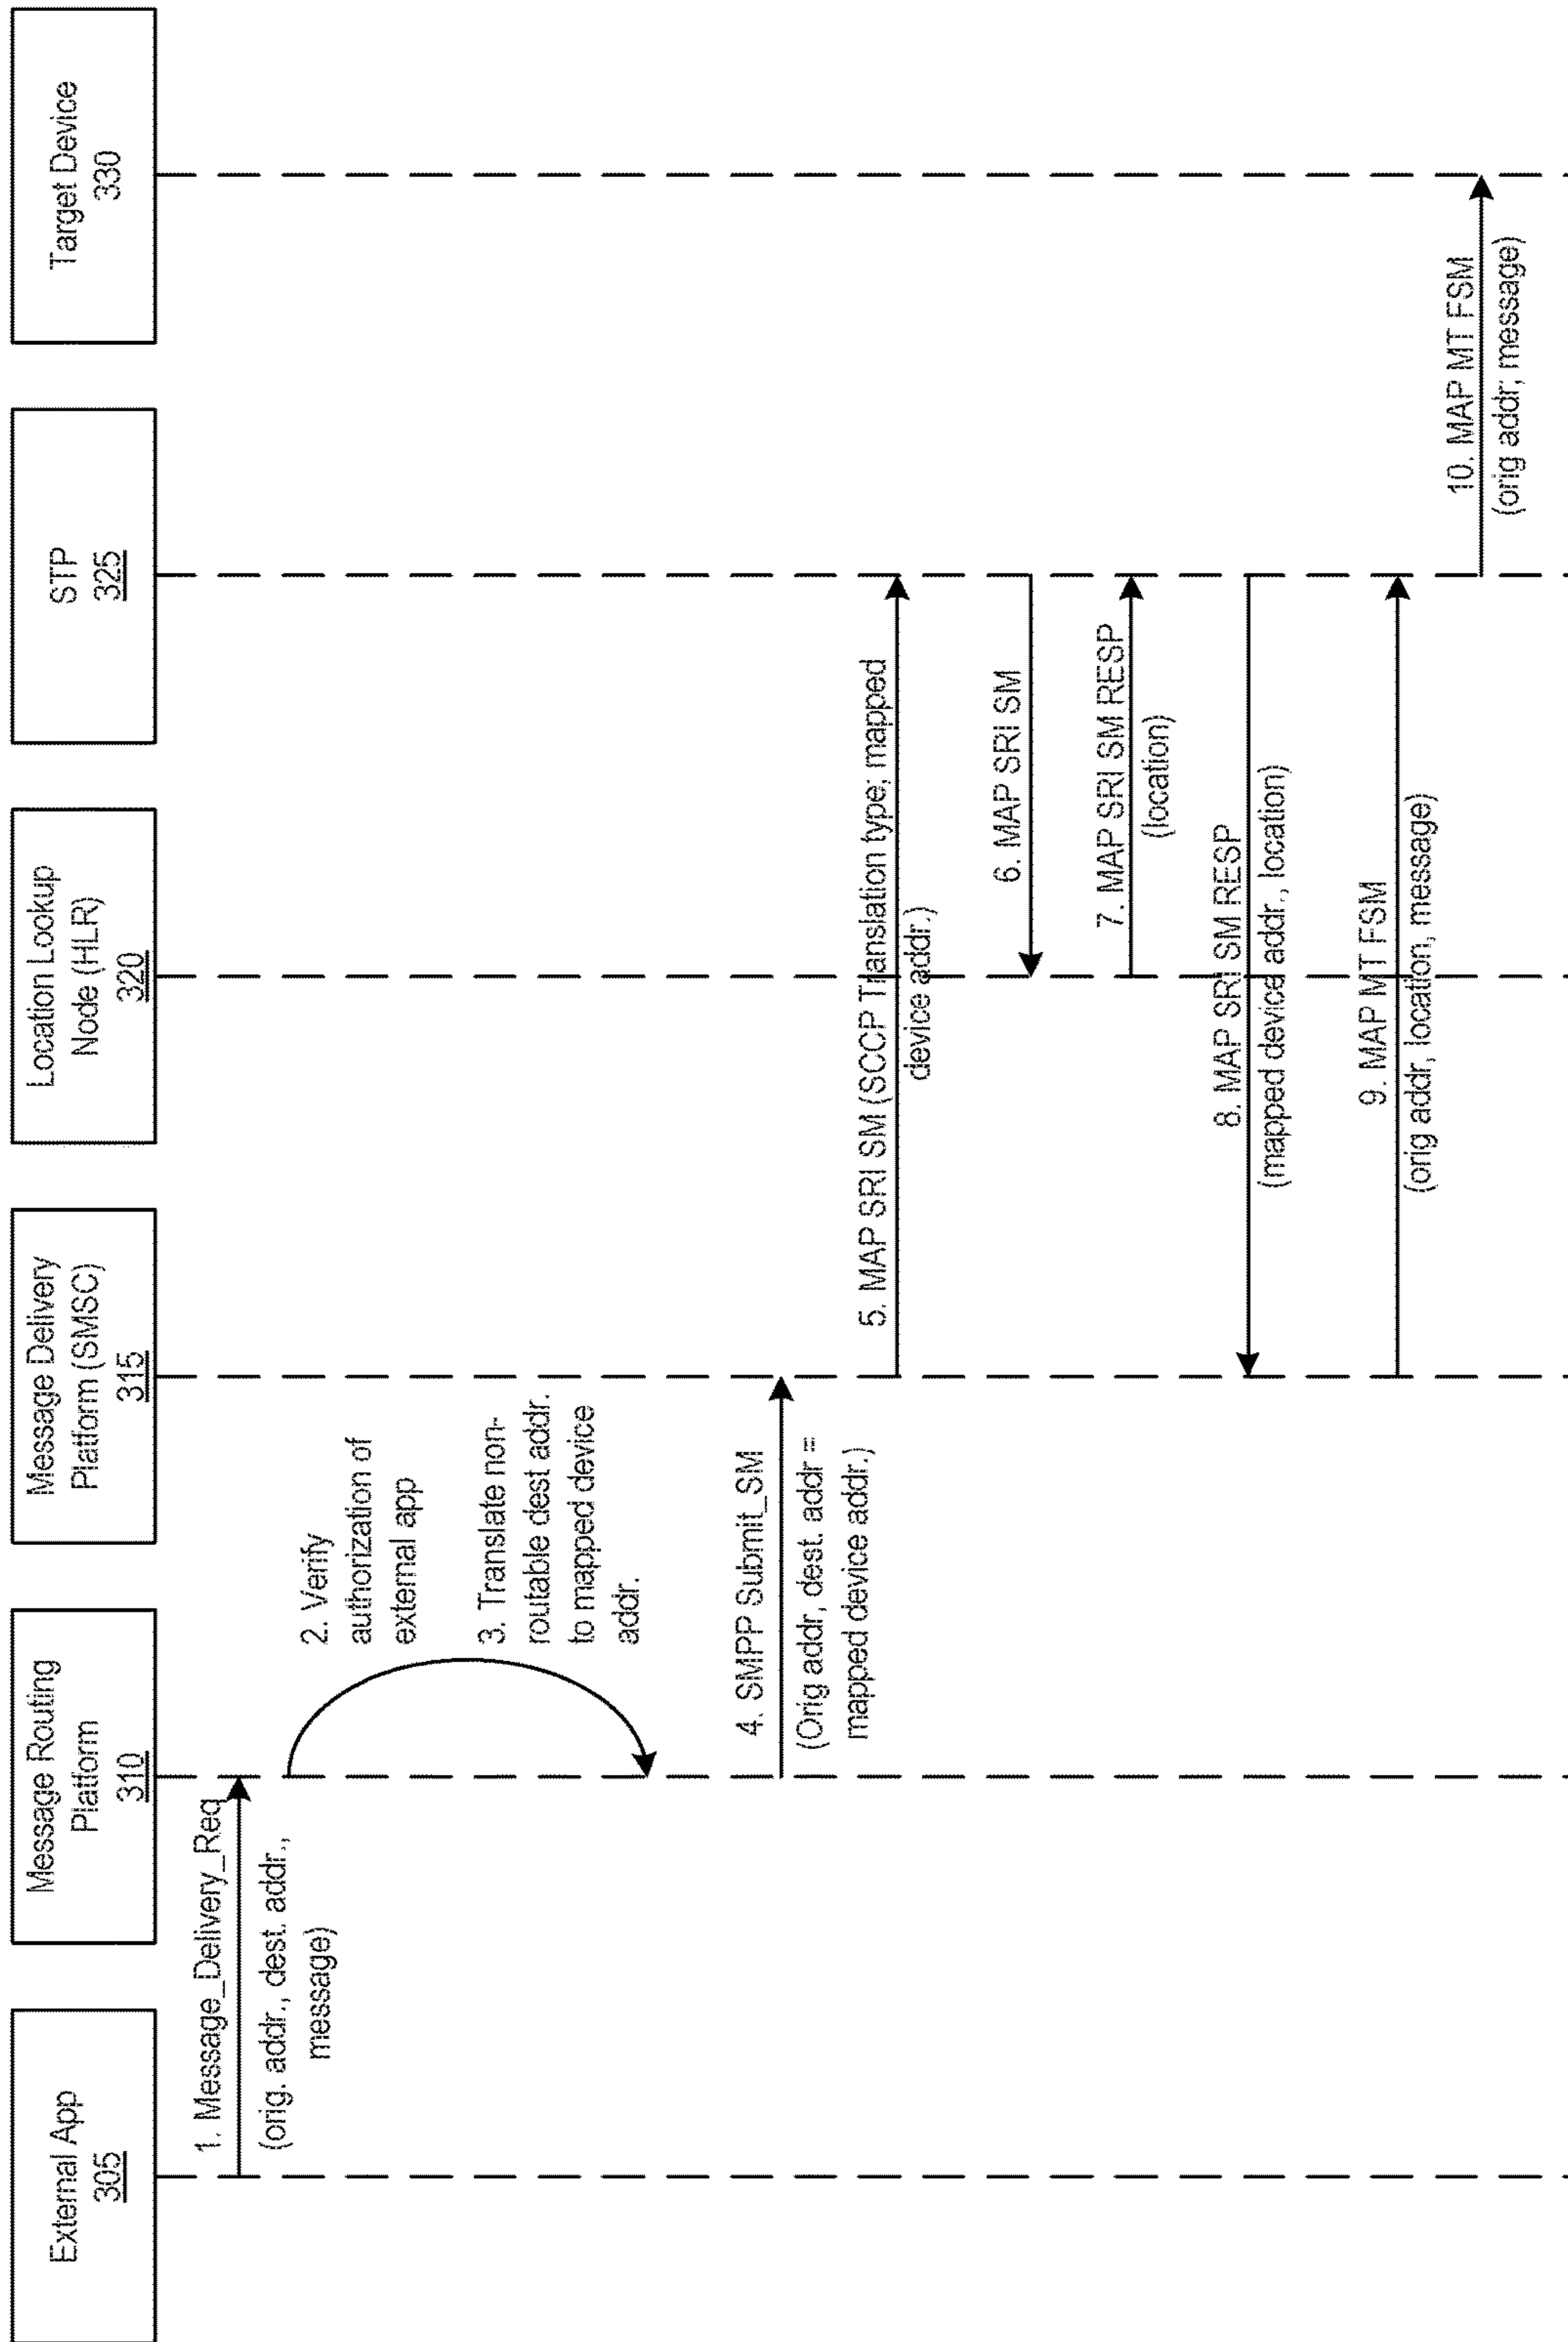 External App
305
Message Routing
Platform
310
Message Delivery
Platform (SMSC)
315
Location Lookup
Node (HLR)
320
STP
325
Target Device
330
1. Message_Delivery_Req
(orig. addr., dest. addr.,
message)
2. Verify
authorization of
external app
3. Translate non-
routable dest addr.
to mapped device
addr.
4. SMPP Submit_SM
(Orig addr, dest. addr =
mapped device addr.)
5. MAP SRI SM (SCCP Translation type; mapped
device addr.)
6. MAP SRI SM
7. MAP SRI SM RESP
(location)
8. MAP SRI SM RESP
(mapped device addr., location)
9. MAP MT FSM
(orig addr, location, message)
10. MAP MT FSM
(orig addr; message)